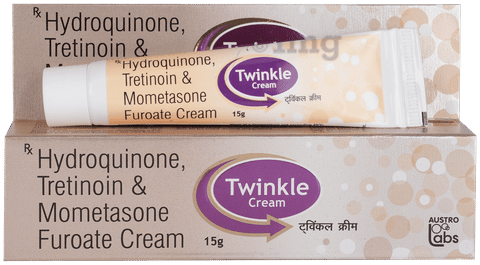 Rx Hydroquinone,
Tretinoin &
Rx Hydroquinone,
Tretinoin &
Mometasone
Furoate Cream
15g
Twinkle
Cream
ट्विंकल क्रीम
Rx Hydroquinone,
Tretinoin &
Mometasone
Furoate Cream
15g
Twinkle
Cream
ट्विंकल क्रीम
AUSTRO
Labs